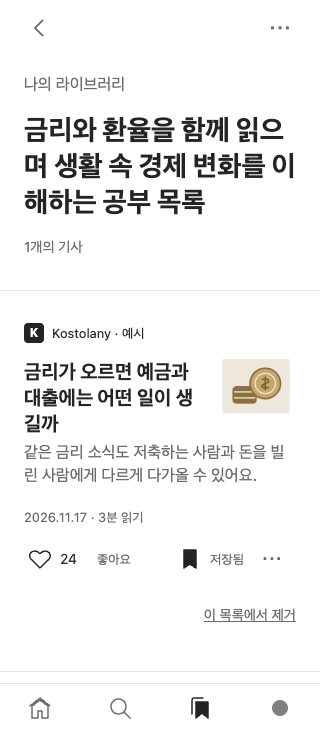 나의 라이브러리
금리와 환율을 함께 읽으
며 생활 속 경제 변화를 이
해하는 공부 목록
1개의 기사
K Kostolany · 예시
금리가 오르면 예금과
대출에는 어떤 일이 생
길까
같은 금리 소식도 저축하는 사람과 돈을 빌
린 사람에게 다르게 다가올 수 있어요.
2026.11.17 · 3분 읽기
24 좋아요 저장됨
이 목록에서 제거